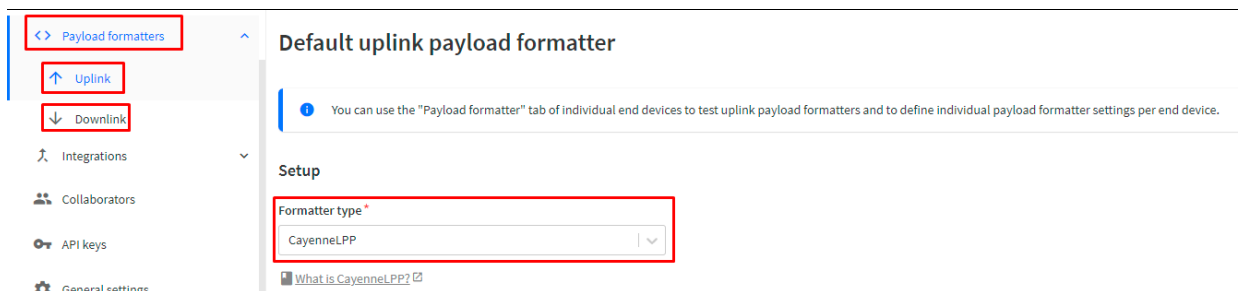 Payload formatters
Uplink
Downlink
Integrations
Collaborators
API keys
General settings
Default uplink payload formatter
You can use the "Payload formatter" tab of individual end devices to test uplink payload formatters and to define individual payload formatter settings per end device.
Setup
Formatter type *
CayenneLPP
What is CayenneLPP?